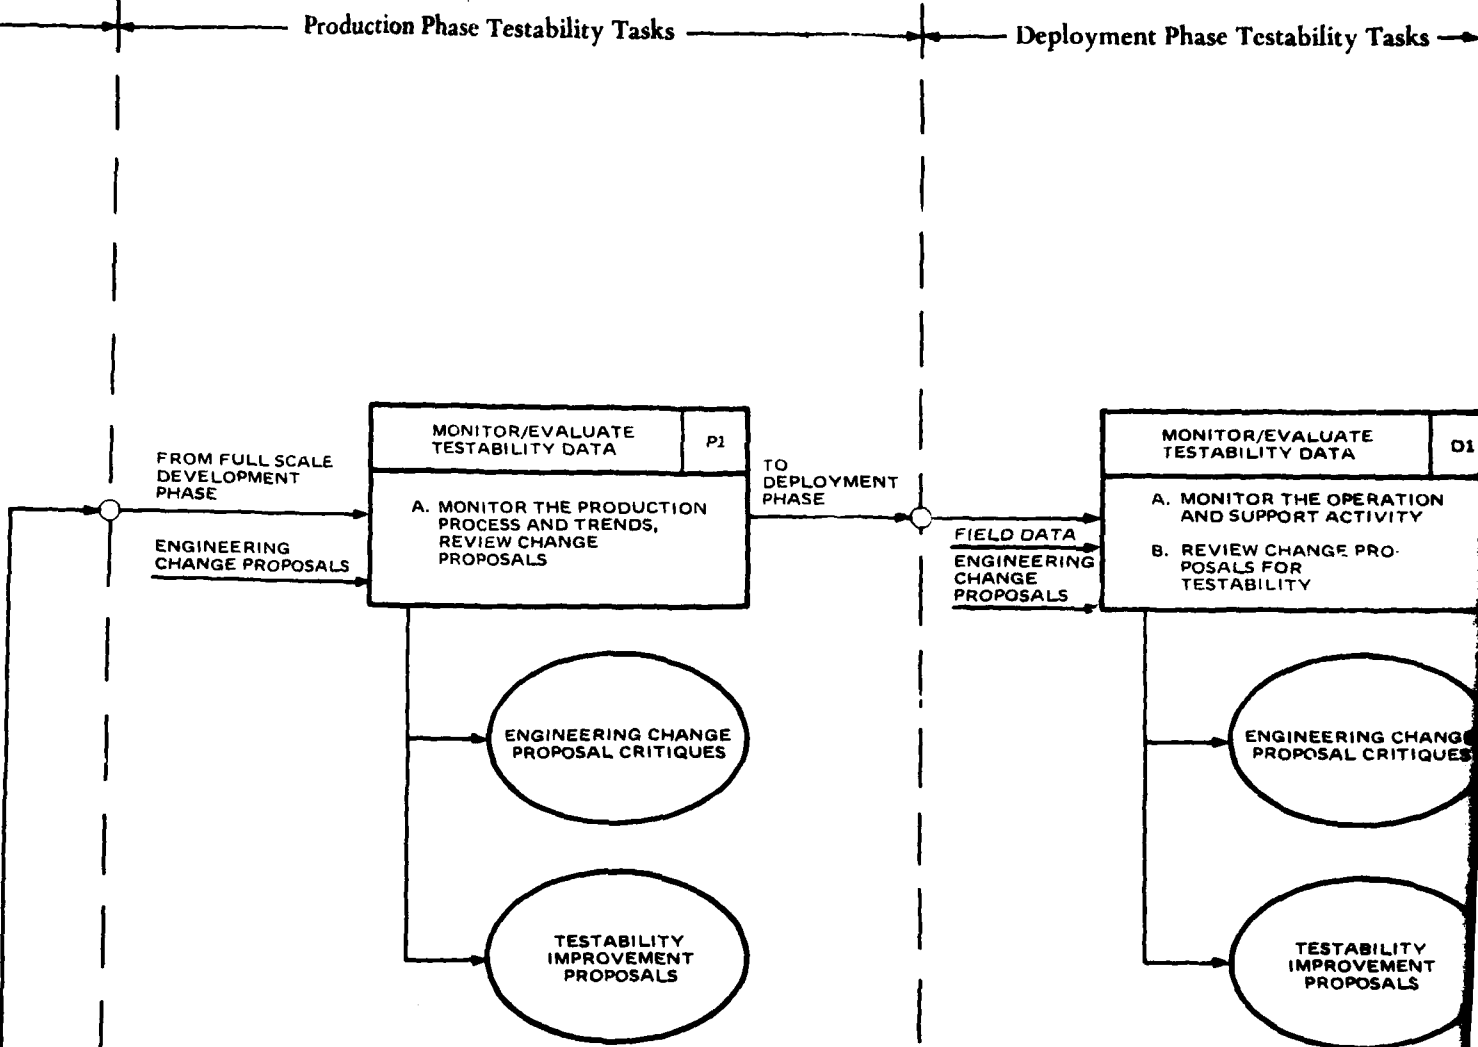 Production Phase Testability Tasks
Deployment Phase Testability Tasks
FROM FULL SCALE
DEVELOPMENT
PHASE
ENGINEERING
CHANGE PROPOSALS
MONITOR/EVALUATE
TESTABILITY DATA
P1
A. MONITOR THE PRODUCTION
PROCESS AND TRENDS,
REVIEW CHANGE
PROPOSALS
TO
DEPLOYMENT
PHASE
ENGINEERING CHANGE
PROPOSAL CRITIQUES
TESTABILITY
IMPROVEMENT
PROPOSALS
FIELD DATA
ENGINEERING
CHANGE
PROPOSALS
MONITOR/EVALUATE
TESTABILITY DATA
D1
A. MONITOR THE OPERATION
AND SUPPORT ACTIVITY
B. REVIEW CHANGE PRO-
POSALS FOR
TESTABILITY
ENGINEERING CHANGE
PROPOSAL CRITIQUES
TESTABILITY
IMPROVEMENT
PROPOSALS